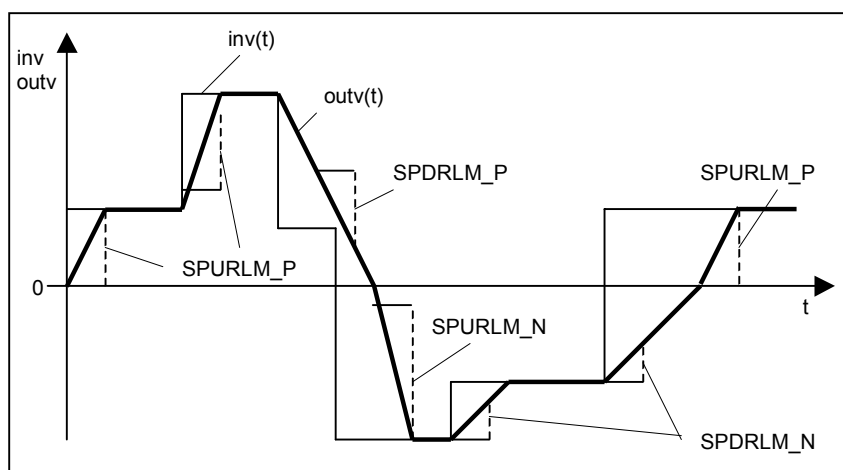 inv(t)
inv
outv
outv(t)
SPDRLM_P
SPURLM_P
SPURLM_P
0
t
SPURLM_N
SPDRLM_N